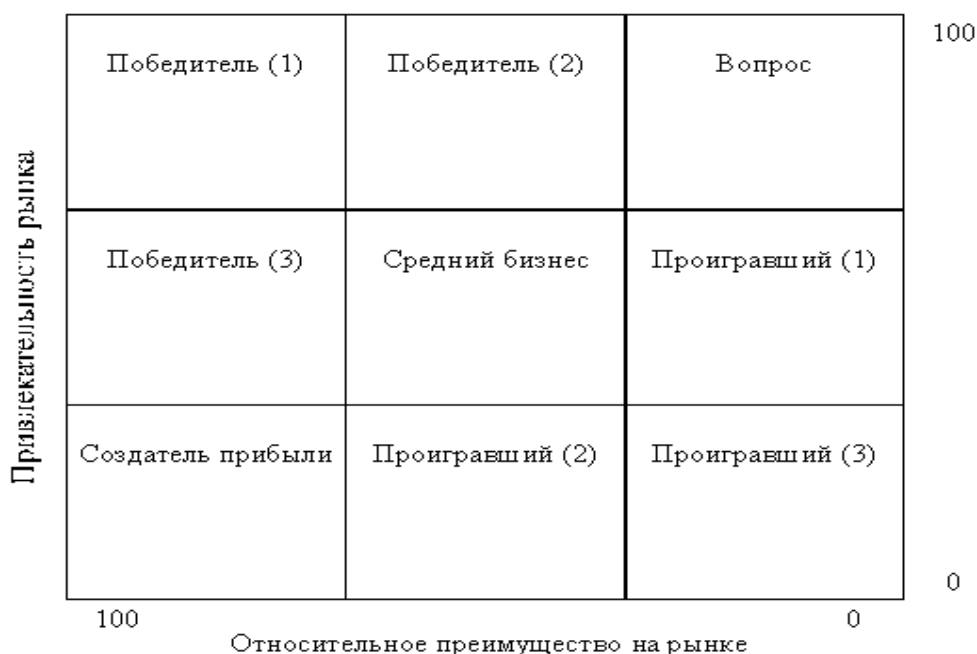 100
Победитель (1)
Победитель (2)
Вопрос
Привлекательность рынка
Победитель (3)
Средний бизнес
Проигравший (1)
Создатель прибыли
Проигравший (2)
Проигравший (3)
0
100
0
Относительное преимущество на рынке